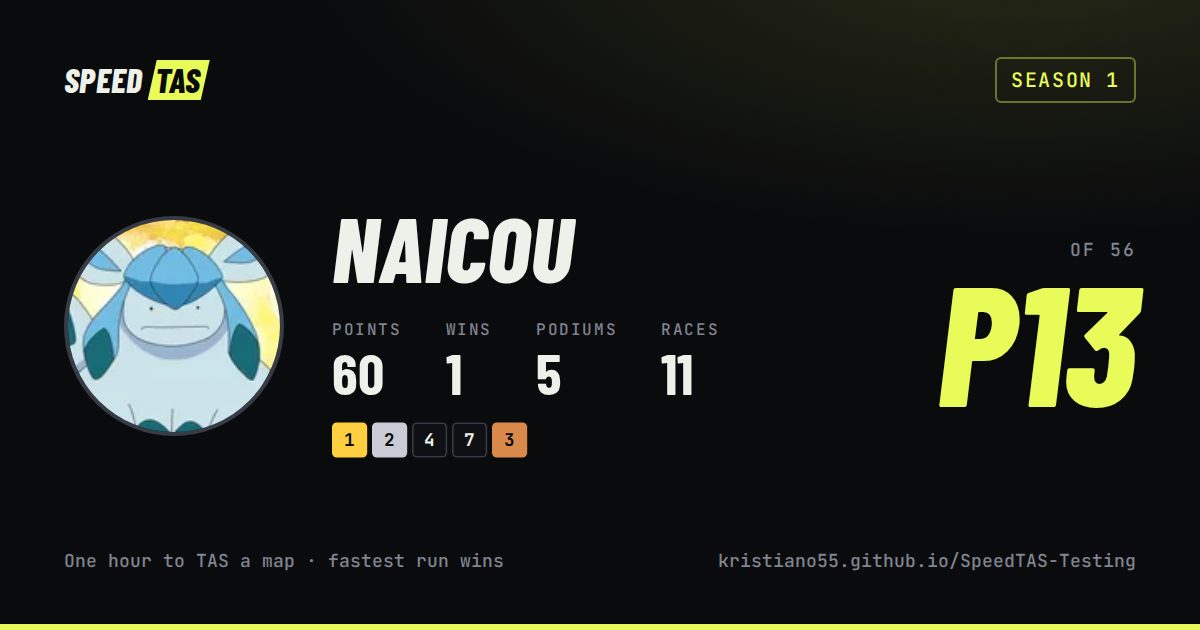 SPEED TAS
SEASON 1
NAICOU
POINTS WINS PODIUMS RACES
60 1 5 11
1 2 4 7 3
OF 56
P13
One hour to TAS a map · fastest run wins
kristiano55.github.io/SpeedTAS-Testing